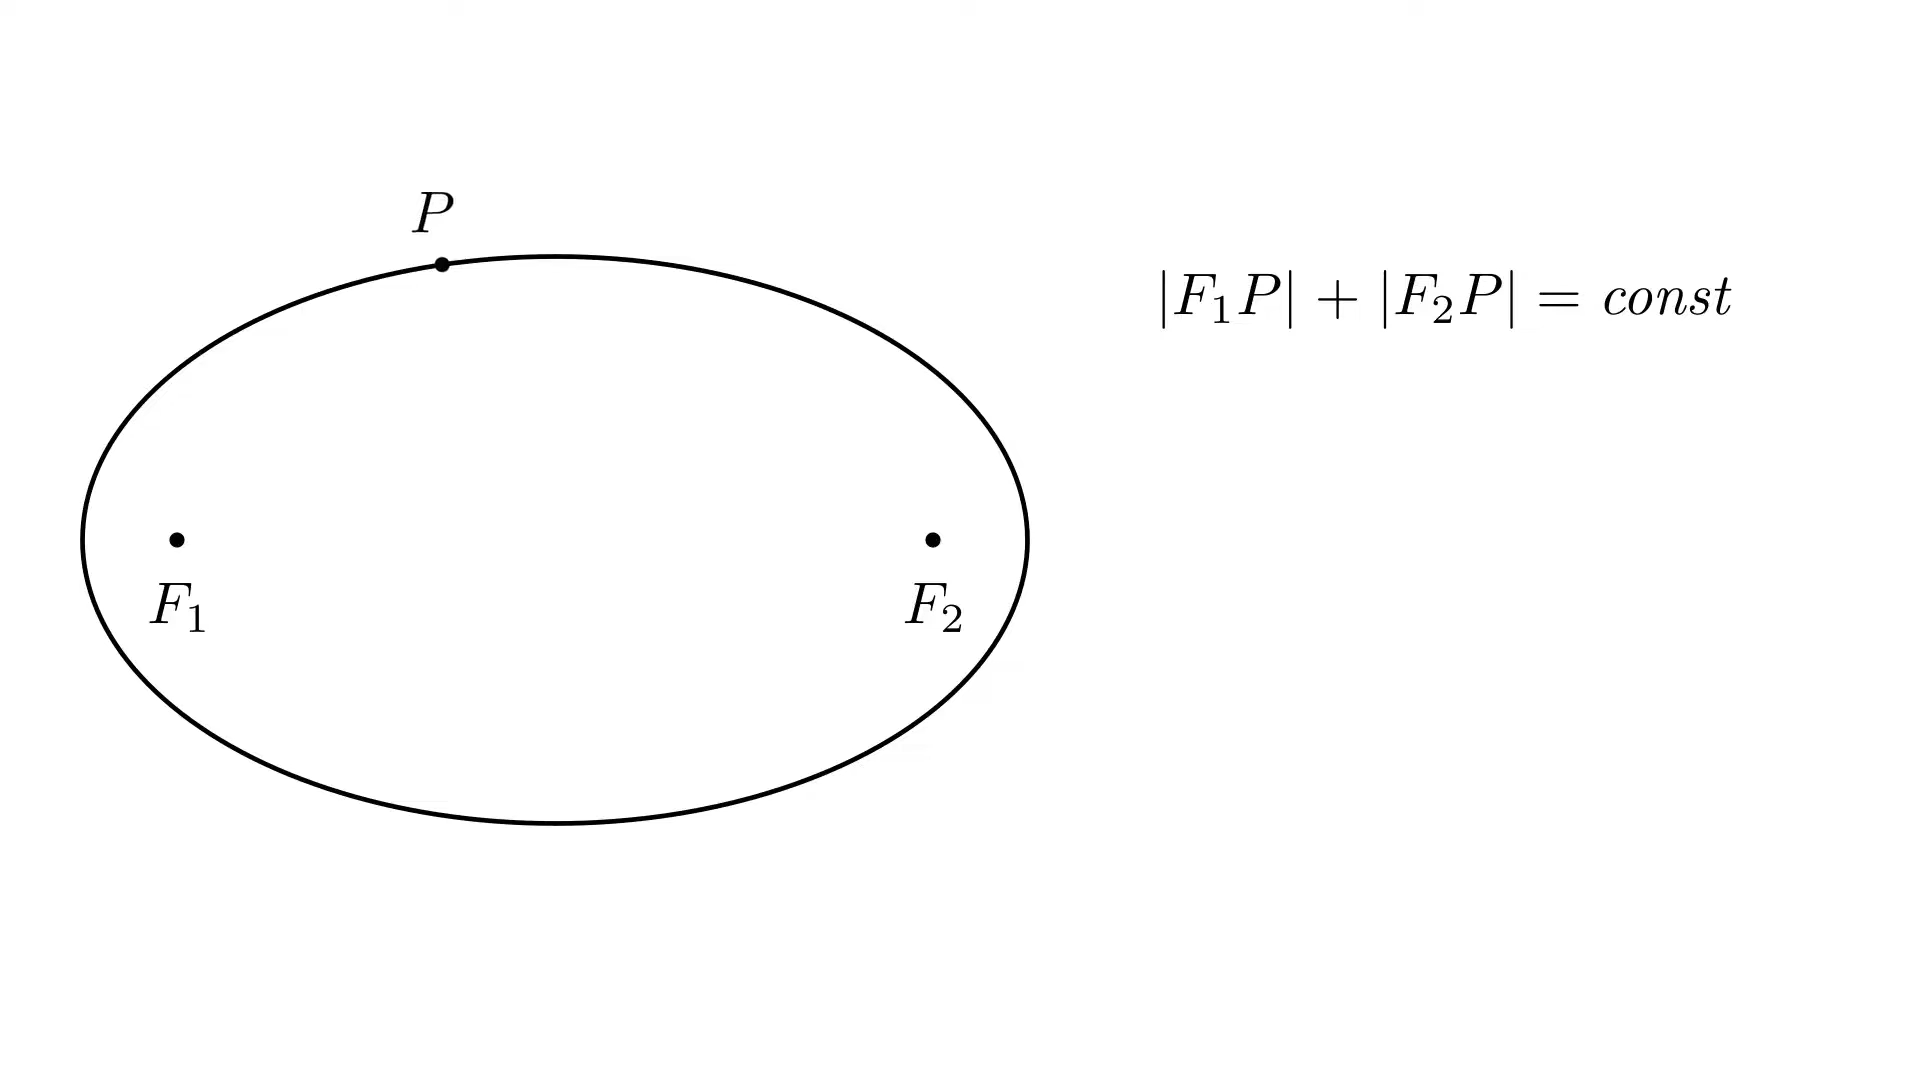 P
|F₁P| + |F₂P| = const
F₁
F₂